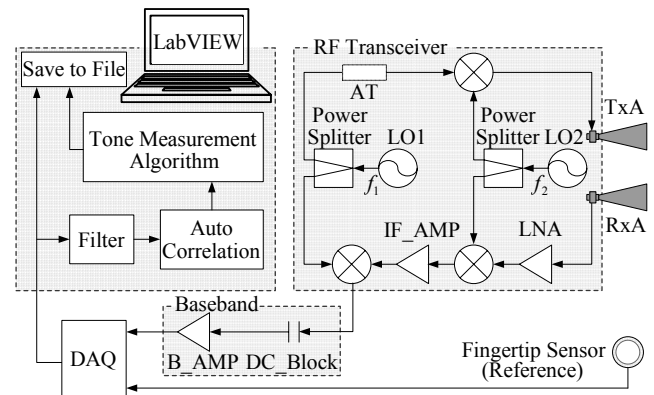 LabVIEW
Save to File
Tone Measurement
Algorithm
Filter
Auto
Correlation
RF Transceiver
AT
Power
Splitter
LO1
f1
Power
Splitter
LO2
f2
TxA
RxA
IF_AMP
LNA
Baseband
B_AMP
DC_Block
DAQ
Fingertip Sensor
(Reference)